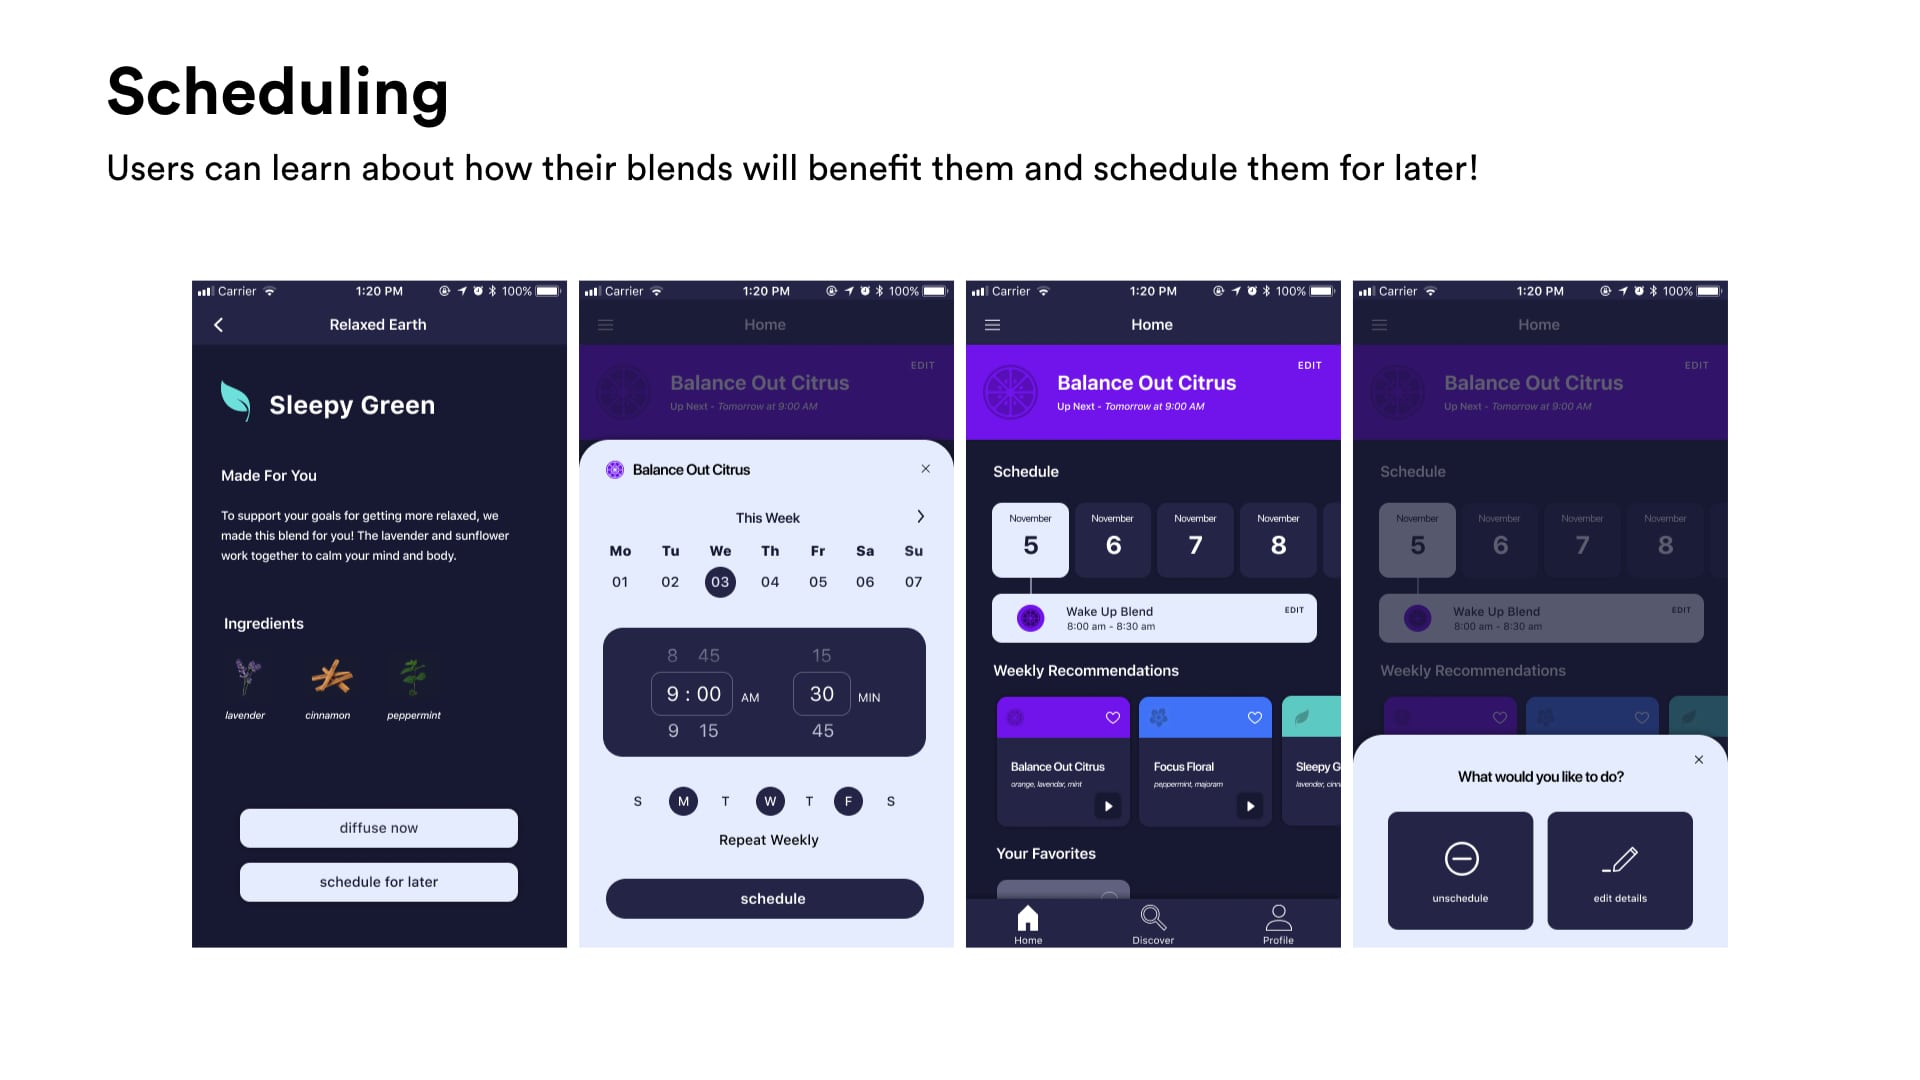 Scheduling
Users can learn about how their blends will benefit them and schedule them for later!
Carrier 1:20 PM 100%
Relaxed Earth
Sleepy Green
Made For You
To support your goals for getting more relaxed, we
made this blend for you! The lavender and sunflower
work together to calm your mind and body.
Ingredients
lavender cinnamon peppermint
diffuse now
schedule for later
Carrier 1:20 PM 100%
Home
EDIT
Balance Out Citrus
Up Next - Tomorrow at 9:00 AM
Balance Out Citrus ×
This Week
Mo Tu We Th Fr Sa Su
01 02 03 04 05 06 07
8 45 15
9 : 00 AM 30 MIN
9 15 45
S M T W T F S
Repeat Weekly
schedule
Carrier 1:20 PM 100%
Home
EDIT
Balance Out Citrus
Up Next - Tomorrow at 9:00 AM
Schedule
November November November November
5 6 7 8
Wake Up Blend EDIT
8:00 am - 8:30 am
Weekly Recommendations
Balance Out Citrus Focus Floral Sleepy G
orange, lavendar, mint peppermint, majoram lavender, cinn
Your Favorites
Home Discover Profile
Carrier 1:20 PM 100%
Home
EDIT
Balance Out Citrus
Up Next - Tomorrow at 9:00 AM
Schedule
November November November November
5 6 7 8
Wake Up Blend EDIT
8:00 am - 8:30 am
Weekly Recommendations
×
What would you like to do?
unschedule edit details